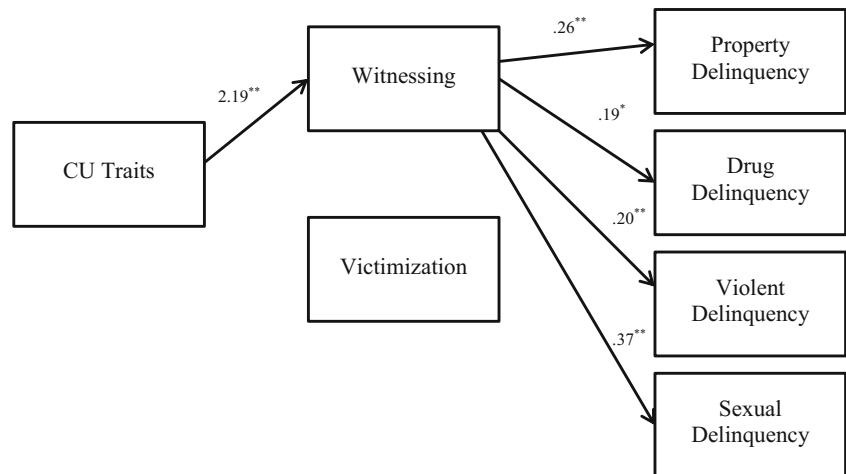 CU Traits
2.19**
Witnessing
Victimization
.26**
.19*
.20**
.37**
Property
Delinquency
Drug
Delinquency
Violent
Delinquency
Sexual
Delinquency